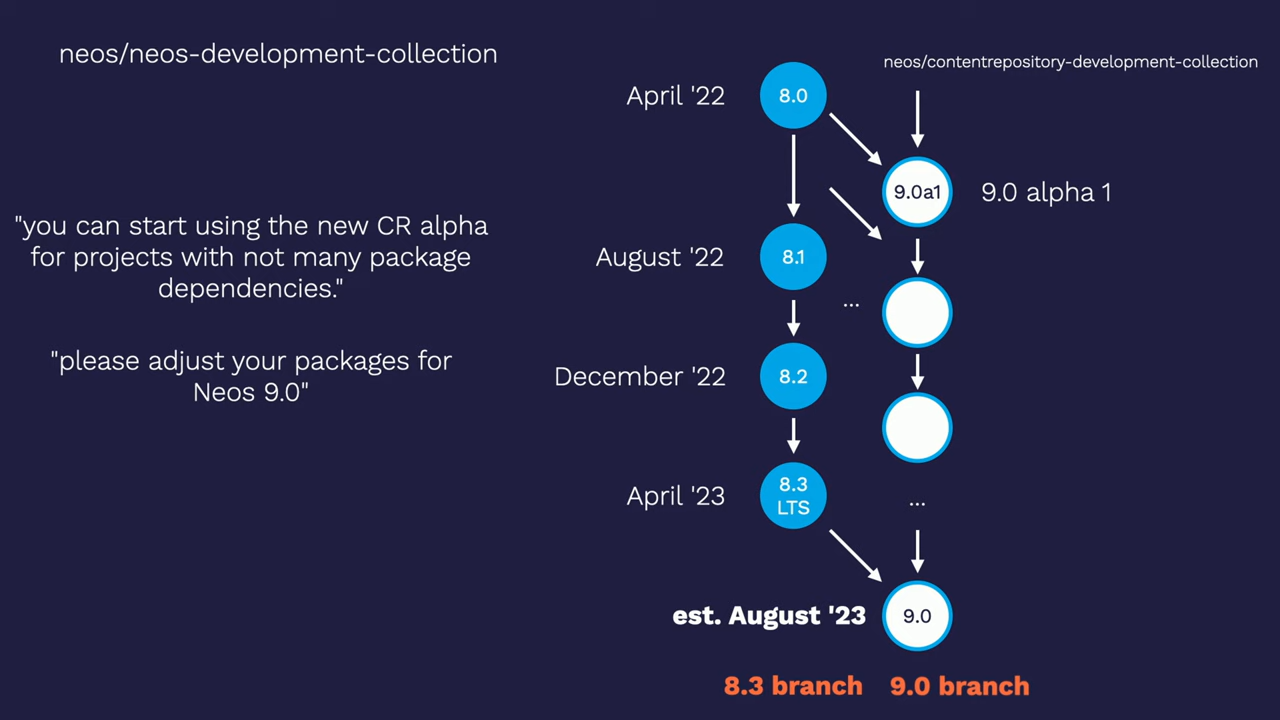 neos/neos-development-collection
neos/contentrepository-development-collection
April '22
8.0
9.0a1
9.0 alpha 1
"you can start using the new CR alpha
for projects with not many package
dependencies."
August '22
8.1
...
"please adjust your packages for
Neos 9.0"
December '22
8.2
April '23
8.3
LTS
...
est. August '23
9.0
8.3 branch
9.0 branch